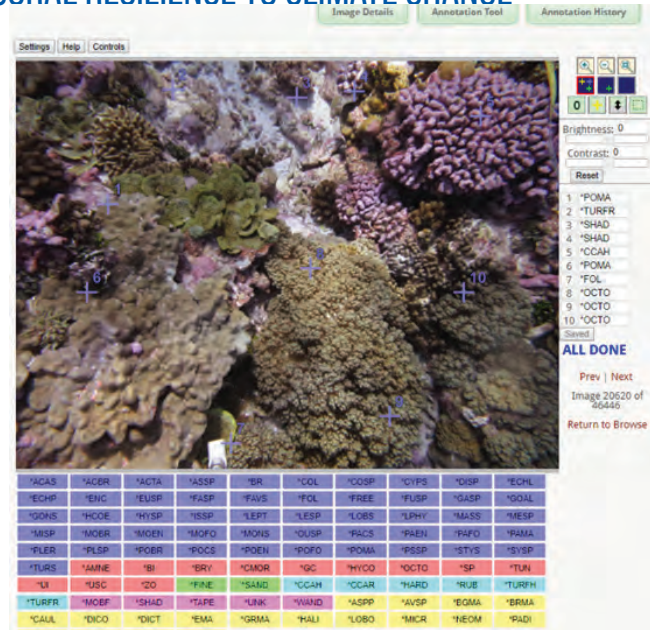 RESILIENCE TO CLIMATE CHANGE
Image Details Annotation Tool Annotation History
Settings Help Controls
1
6
10
0
Brightness: 0
Contrast: 0
Reset
1 *POMA
2 *TURFR
3 *SHAD
4 *SHAD
5 *CCAH
6 *POMA
7 *FOL
8 *OCTO
9 *OCTO
10 *OCTO
Saved
ALL DONE
Prev | Next
Image 20620 of
46446
Return to Browse
*ACAS *ACBR *ACTA *ASSP *BR *COL *COSP *CYPS *DISP *ECHL
*ECHP *ENC *EUSP *FASP *FAVS *FOL *FREE *FUSP *GASP *GOAL
*GONS *HCOE *HYSP *ISSP *LEPT *LESP *LOBS *LPHY *MASS *MESP
*MISP *MOBR *MOEN *MOFO *MONS *OUSP *PACS *PAEN *PAFO *PAMA
*PLER *PLSP *POBR *POCS *POEN *POFO *POMA *PSSP *STYS *SYSP
*TURS *AMNE *BI *BRY *CMOR *GC *HYCO *OCTO *SP *TUN
*UI *USC *ZO *FINE *SAND *CCAH *CCAR *HARD *RUB *TURFH
*TURFR *MOBF *SHAD *TAPE *UNK *WAND *ASPP *AVSP *BGMA *BRMA
*CAUL *DICO *DICT *EMA *GRMA *HALI *LOBO *MICR *NEOM *PADI